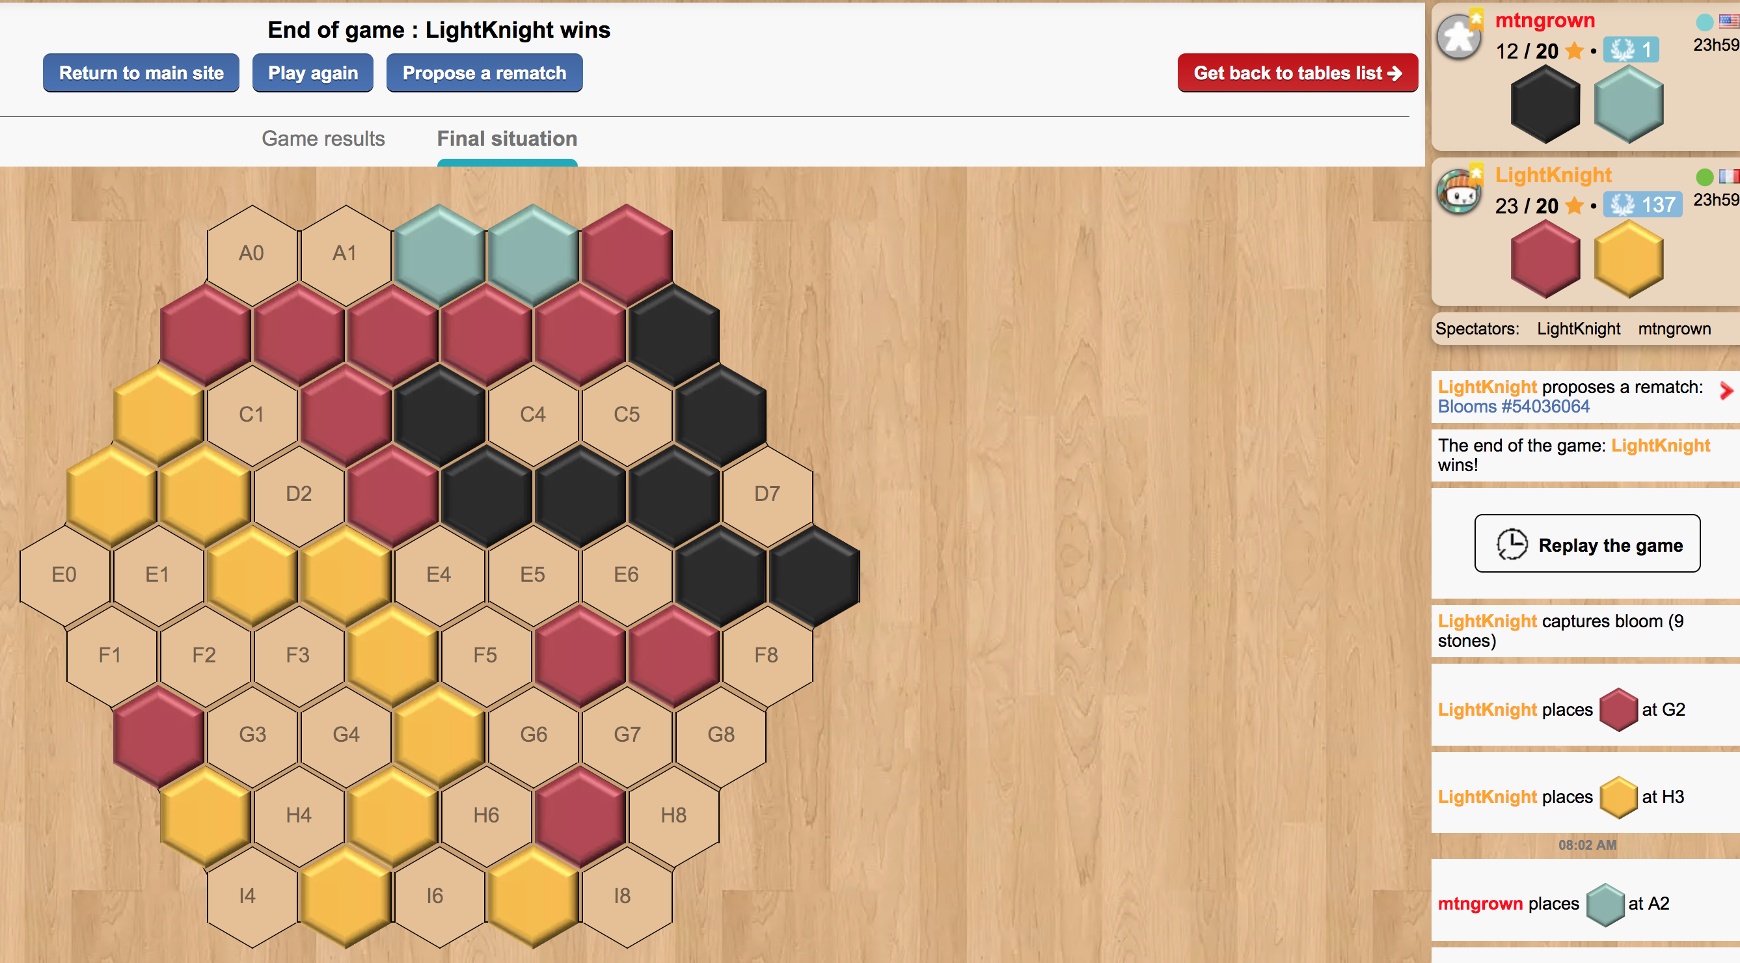 End of game : LightKnight wins
Return to main site
Play again
Propose a rematch
Get back to tables list
Game results
Final situation
A0
A1
C1
C4
C5
D2
D7
E0
E1
E4
E5
E6
F1
F2
F3
F5
F8
G3
G4
G6
G7
G8
H4
H6
H8
I4
I6
I8
mtngrown
12 / 20 • 1
23h59
LightKnight
23 / 20 • 137
23h59
Spectators: LightKnight mtngrown
LightKnight proposes a rematch:
Blooms #54036064
The end of the game: LightKnight
wins!
Replay the game
LightKnight captures bloom (9
stones)
LightKnight places at G2
LightKnight places at H3
08:02 AM
mtngrown places at A2